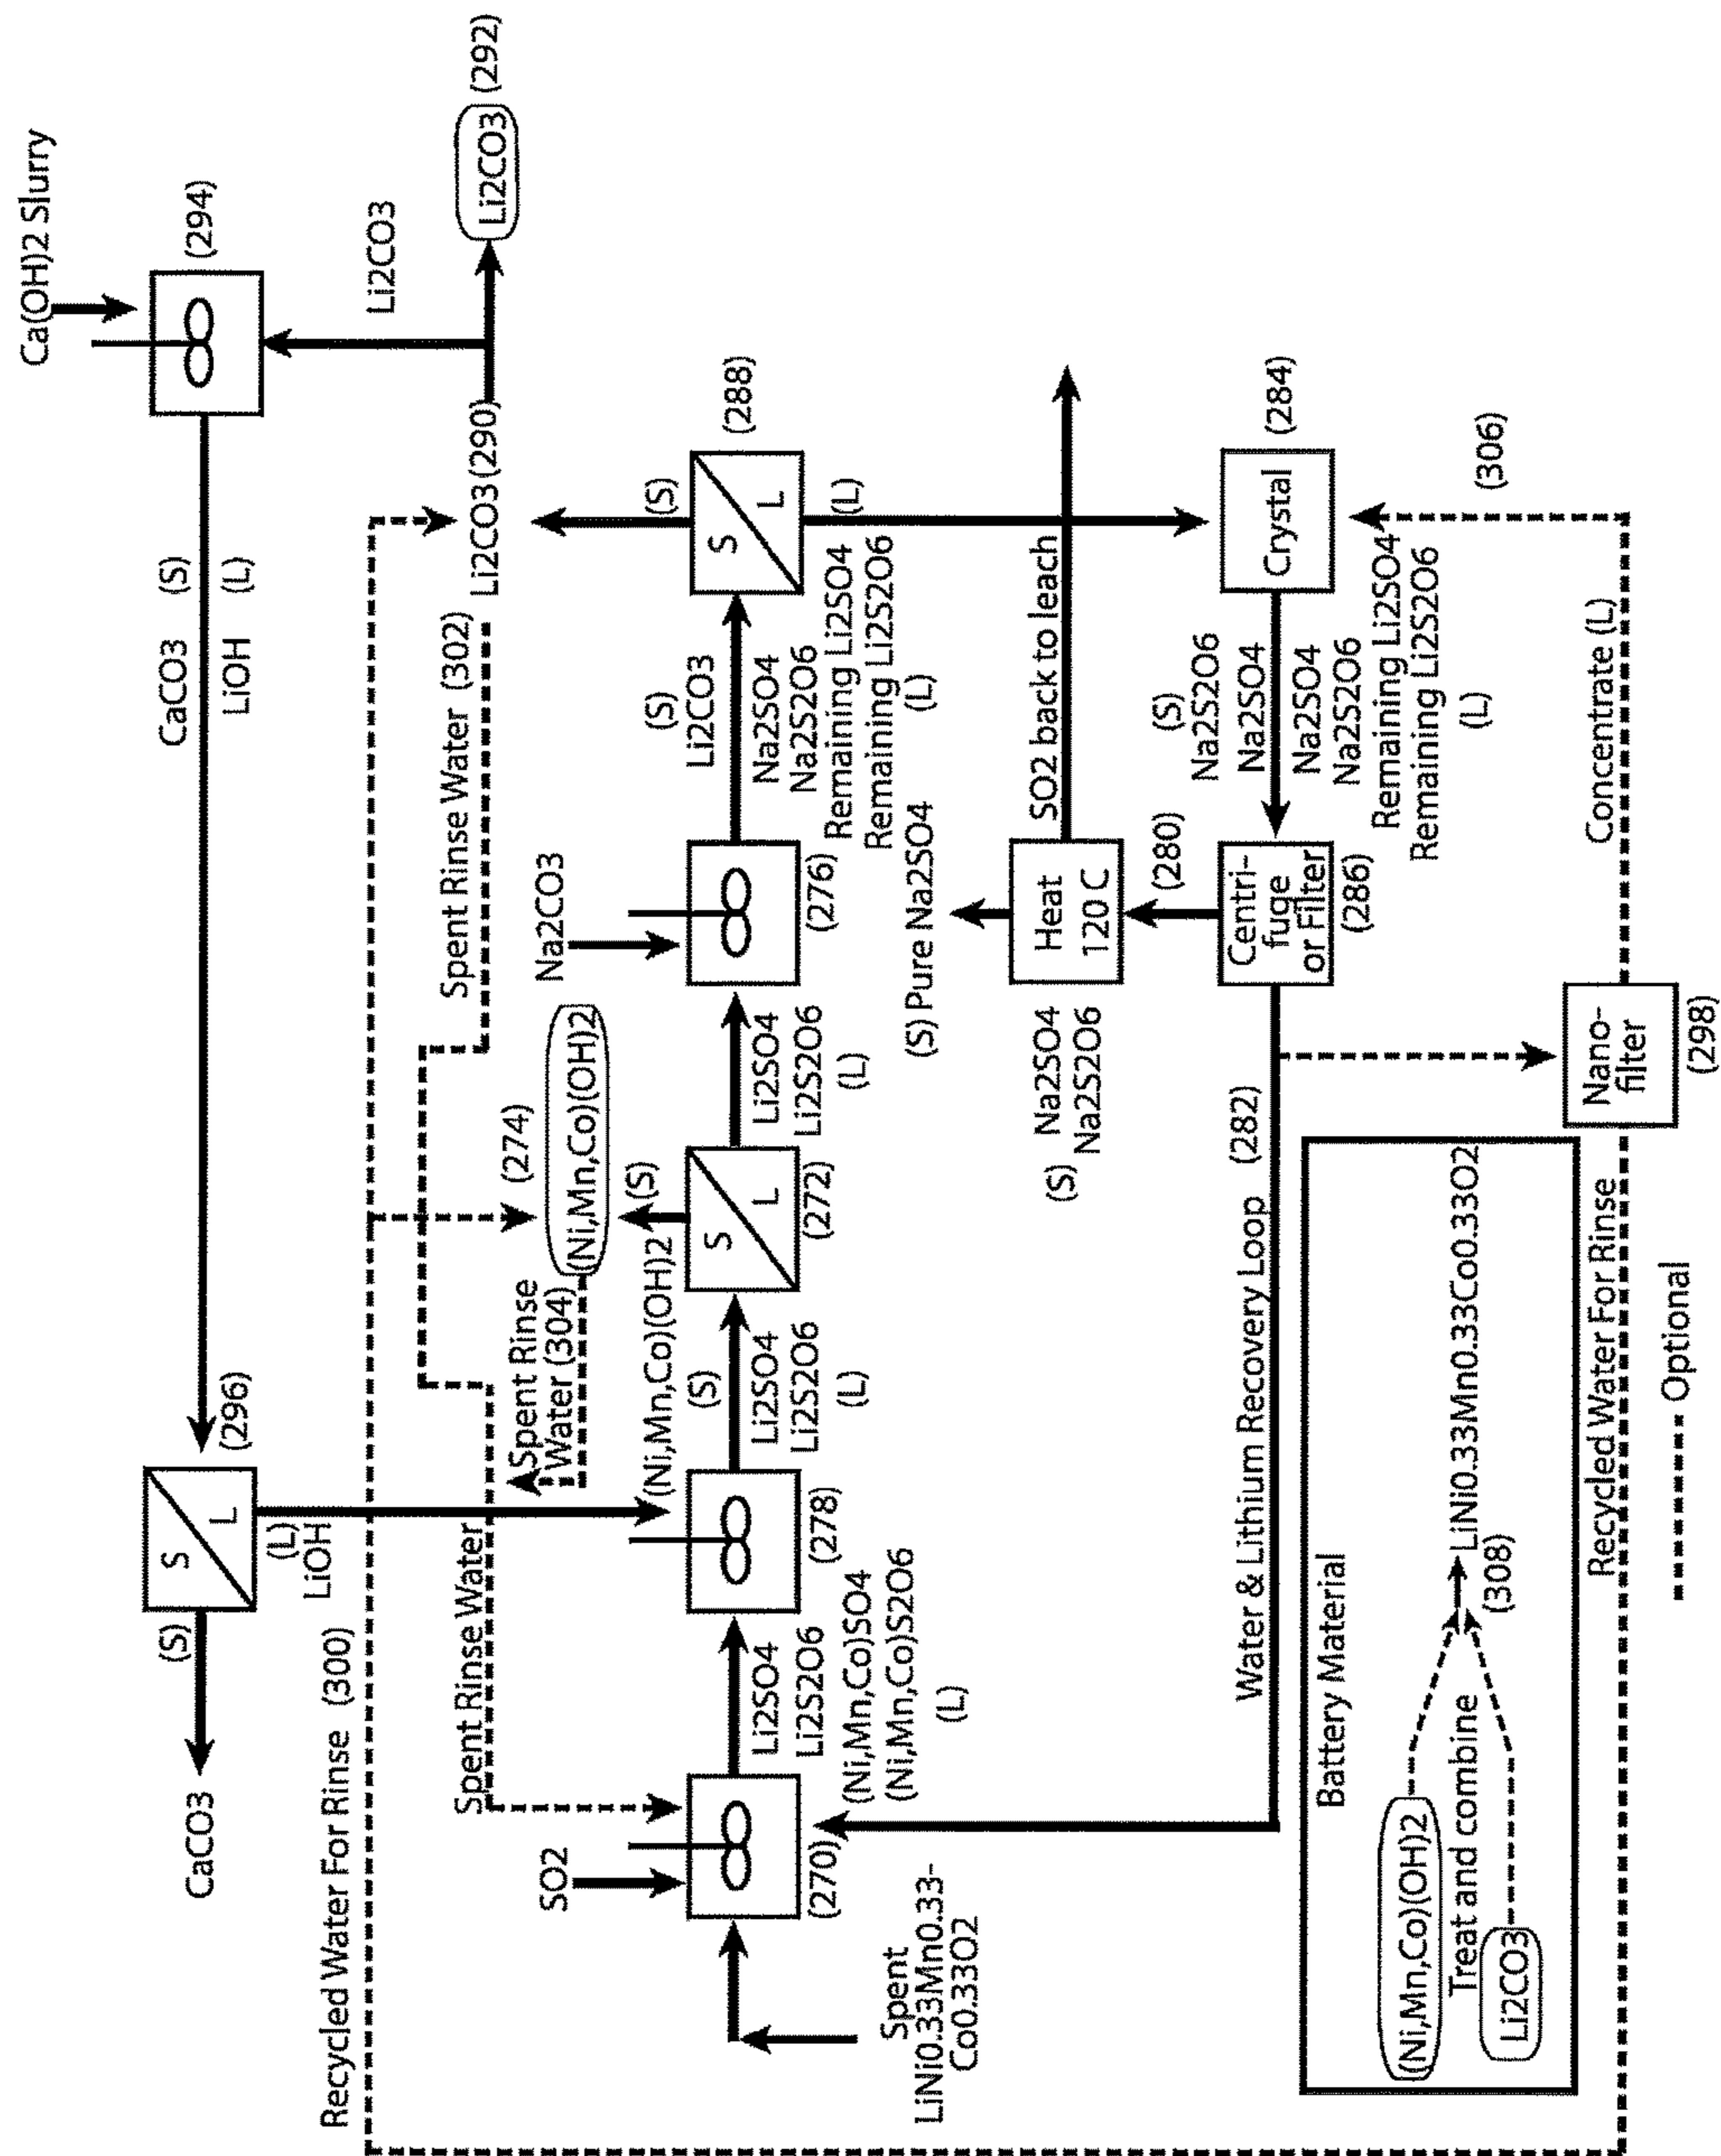 Ca(OH)2 Slurry
(294)
Li2CO3
Li2CO3
(292)
CaCO3
(S)
LiOH
(L)
(296)
S
L
(S)
CaCO3
(L)
LiOH
Recycled Water For Rinse (300)
Spent Rinse Water (302)
Li2CO3
(290)
Spent Rinse Water
Spent Rinse
Water (304)
(274)
(Ni,Mn,Co)(OH)2
(S)
SO2
(270)
Spent
LiNi0.33Mn0.33-
Co0.33O2
Li2SO4
Li2S2O6
(Ni,Mn,Co)SO4
(Ni,Mn,Co)S2O6
(L)
(278)
(Ni,Mn,Co)(OH)2
(S)
Li2SO4
Li2S2O6
(L)
S
L
(272)
Li2SO4
Li2S2O6
(L)
Na2CO3
(276)
(S)
Li2CO3
Na2SO4
Na2S2O6
Remaining Li2SO4
Remaining Li2S2O6
(L)
(S)
S
L
(288)
(L)
(S) Pure Na2SO4
SO2 back to leach
Heat
120 C
(S)
Na2SO4
Na2S2O6
(280)
Crystal
(284)
(S)
Na2S2O6
Na2SO4
Na2SO4
Na2S2O6
Remaining Li2SO4
Remaining Li2S2O6
(L)
Centri-
fuge
or Filter
(286)
Water & Lithium Recovery Loop (282)
(306)
Concentrate (L)
Nano-
filter
(298)
Battery Material
(Ni,Mn,Co)(OH)2
Treat and combine
Li2CO3
LiNi0.33Mn0.33Co0.33O2
(308)
Recycled Water For Rinse
Optional